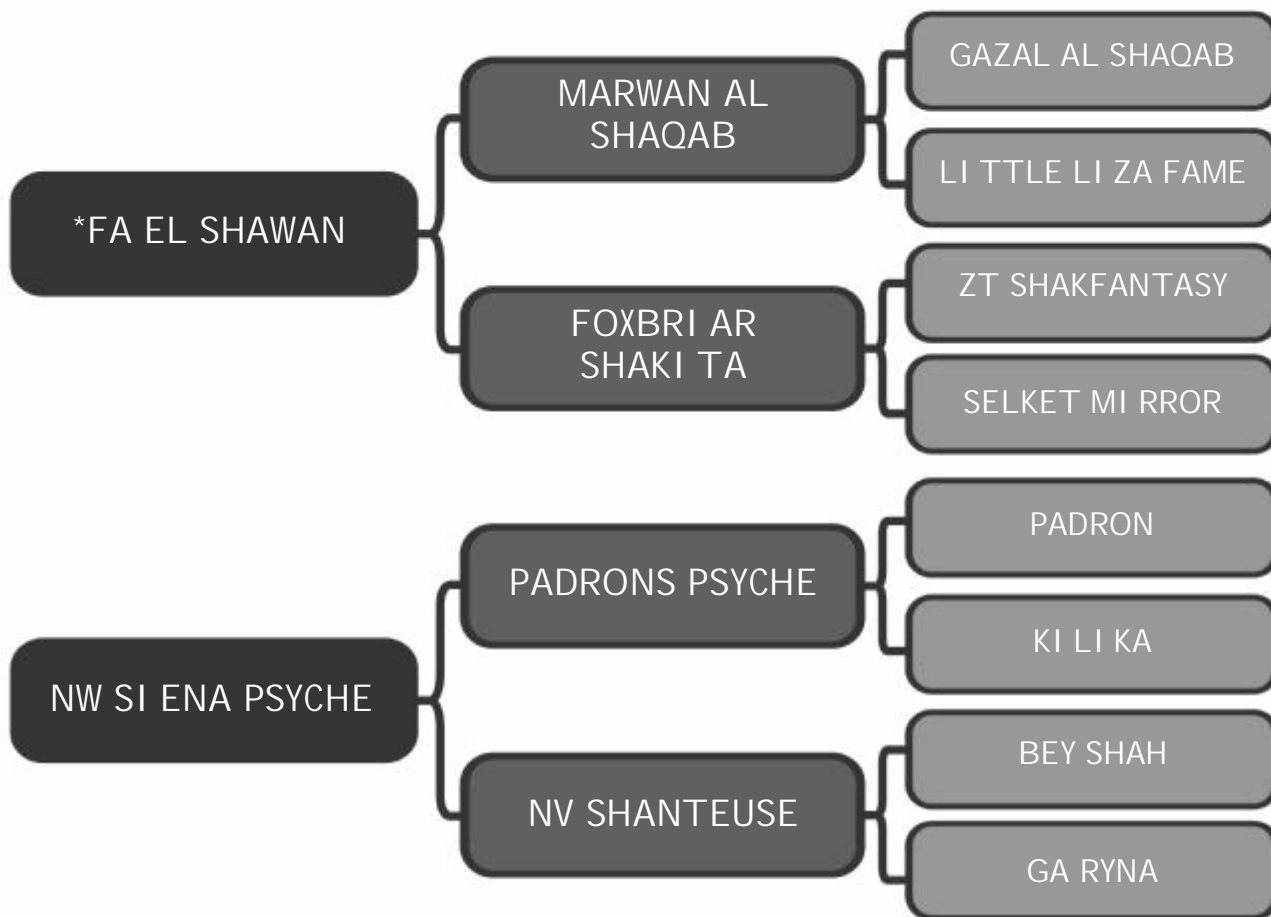 GAZAL AL SHAQAB
MARWAN AL
SHAQAB
LI TTLE LI ZA FAME
*FA EL SHAWAN
ZT SHAKFANTASY
FOXBRI AR
SHAKI TA
SELKET MI RROR
PADRON
PADRONS PSYCHE
KI LI KA
NW SI ENA PSYCHE
BEY SHAH
NV SHANTEUSE
GA RYNA